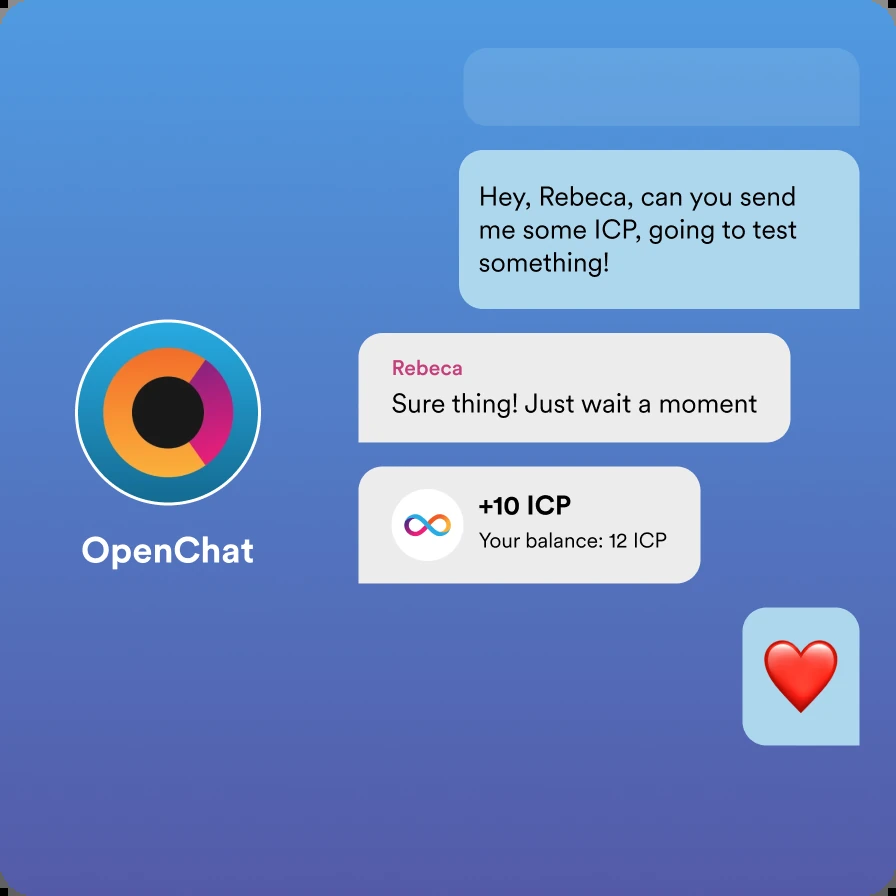 Hey, Rebeca, can you send
me some ICP, going to test
something!
Rebeca
Sure thing! Just wait a moment
+10 ICP
Your balance: 12 ICP
OpenChat